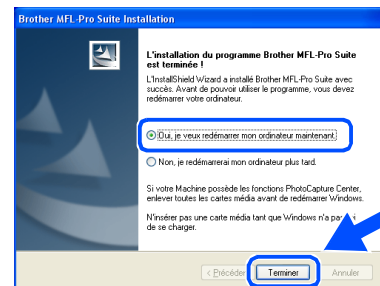 Brother MFL-Pro Suite Installation
L'installation du programme Brother MFL-Pro Suite
est terminée !
L'InstallShield Wizard a installé Brother MFL-Pro Suite avec
succès. Avant de pouvoir utiliser le programme, vous devez
redémarrer votre ordinateur.
Oui, je veux redémarrer mon ordinateur maintenant.
Non, je redémarrerai mon ordinateur plus tard.
Si votre Machine possède les fonctions PhotoCapture Center,
enlever toutes les cartes média avant de redémarrer Windows.
N'insérer pas une carte média tant que Windows n'a
de se charger.
< Précéder
Terminer
Annuler